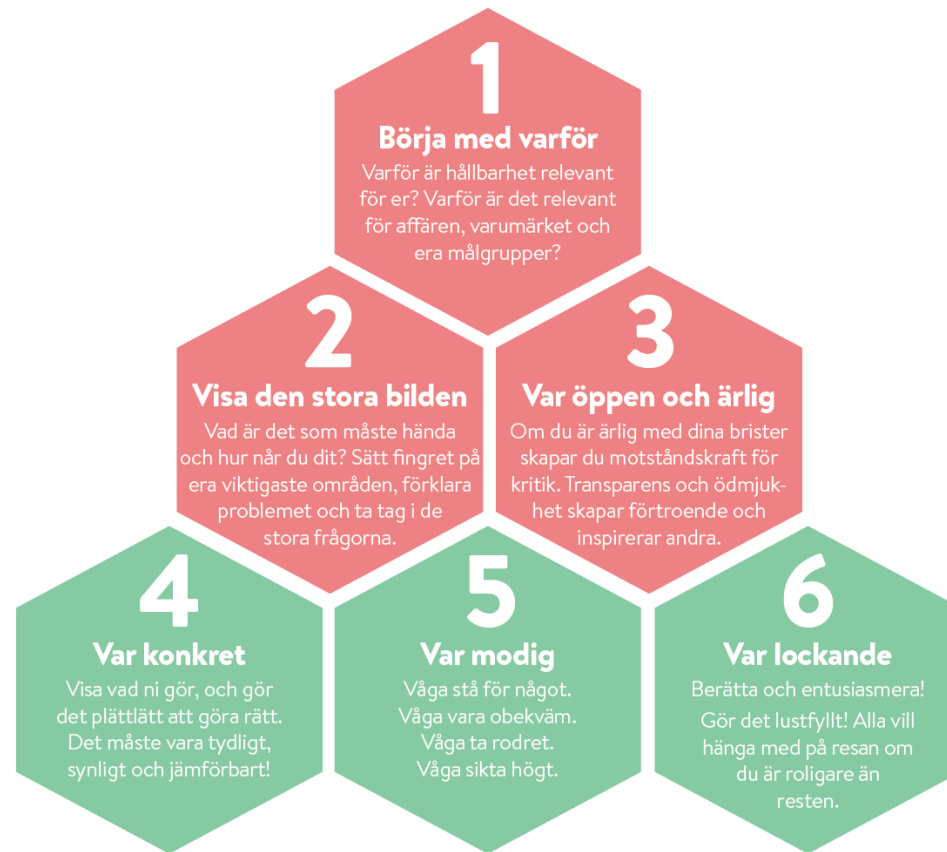 1
Börja med varför
Varför är hållbarhet relevant
för er? Varför är det relevant
för affären, varumärket och
era målgrupper?
2
Visa den stora bilden
Vad är det som måste hända
och hur når du dit? Sätt fingret på
era viktigaste områden, förklara
problemet och ta tag i de
stora frågorna.
3
Var öppen och ärlig
Om du är ärlig med dina brister
skapar du motståndskraft för
kritik. Transparens och ödmjuk-
het skapar förtroende och
inspirerar andra.
4
Var konkret
Visa vad ni gör, och gör
det plättlätt att göra rätt.
Det måste vara tydligt,
synligt och jämförbart!
5
Var modig
Våga stå för något.
Våga vara obekväm.
Våga ta rodret.
Våga sikta högt.
6
Var lockande
Berätta och entusiasmera!
Gör det lustfyllt! Alla vill
hänga med på resan om
du är roligare än
resten.